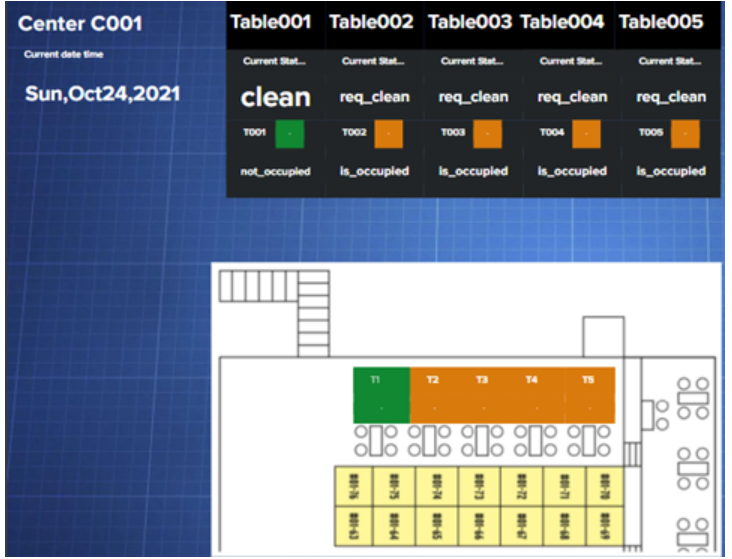 Center C001
Current date time
Sun,Oct24,2021
Table001 Table002 Table003 Table004 Table005
Current Stat... Current Stat... Current Stat... Current Stat... Current Stat...
clean req_clean req_clean req_clean req_clean
T001 T002 T003 T004 T005
not_occupied is_occupied is_occupied is_occupied is_occupied
T1 T2 T3 T4 T5